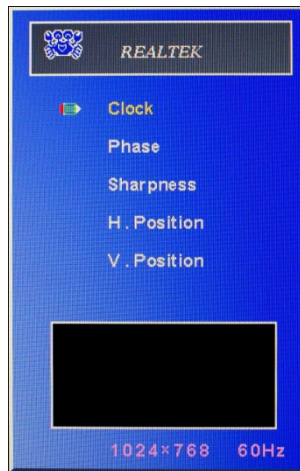 REALTEK
Clock
Phase
Sharpness
H.Position
V.Position
1024×768 60Hz